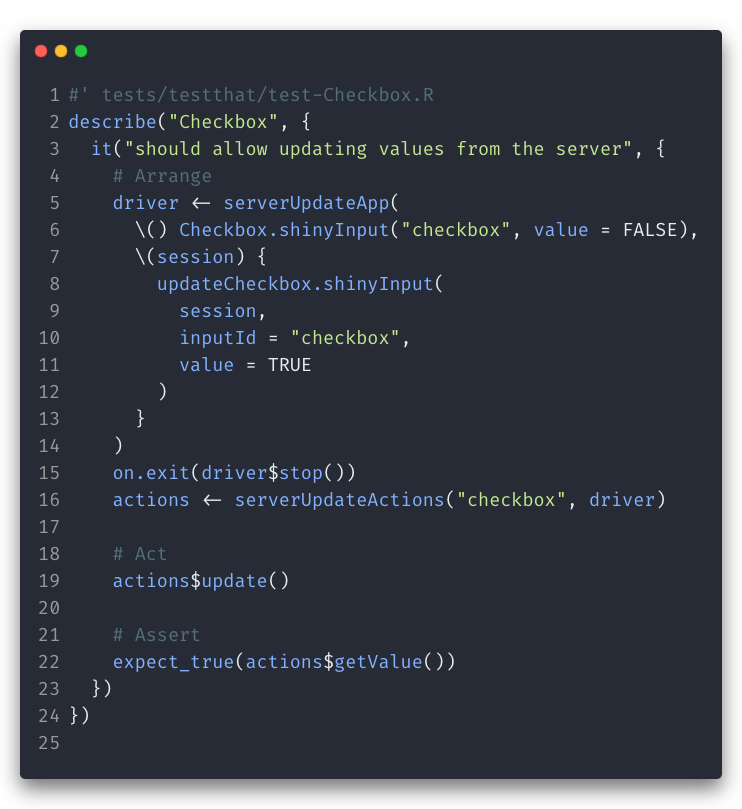 1 #' tests/testthat/test-Checkbox.R
2 describe("Checkbox", {
3   it("should allow updating values from the server", {
4     # Arrange
5     driver <- serverUpdateApp(
6       \() Checkbox.shinyInput("checkbox", value = FALSE),
7       \(session) {
8         updateCheckbox.shinyInput(
9           session,
10           inputId = "checkbox",
11           value = TRUE
12         )
13       }
14     )
15     on.exit(driver$stop())
16     actions <- serverUpdateActions("checkbox", driver)
17
18     # Act
19     actions$update()
20
21     # Assert
22     expect_true(actions$getValue())
23   })
24 })
25